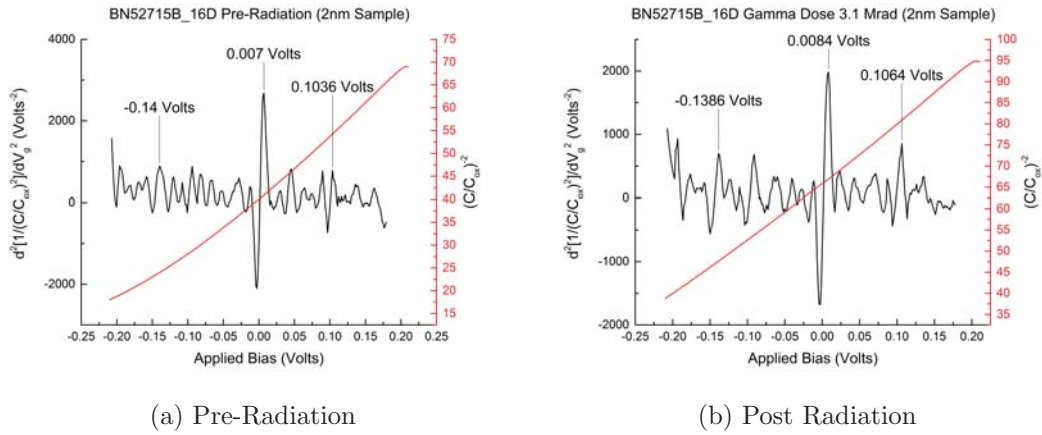 BN52715B_16D Pre-Radiation (2nm Sample)
4000
2000
0
-2000
d²[1/(C/Cox)²]/dVg² (Volts⁻²)
-0.14 Volts
0.007 Volts
0.1036 Volts
75
70
65
60
55
50
45
40
35
30
25
20
15
(C/Cox)⁻²
-0.25 -0.20 -0.15 -0.10 -0.05 0.00 0.05 0.10 0.15 0.20 0.25
Applied Bias (Volts)
(a) Pre-Radiation
BN52715B_16D Gamma Dose 3.1 Mrad (2nm Sample)
2000
1000
0
-1000
-2000
d²[1/(C/Cox)²]/dVg² (Volts⁻²)
-0.1386 Volts
0.0084 Volts
0.1064 Volts
100
95
90
85
80
75
70
65
60
55
50
45
40
35
(C/Cox)⁻²
-0.25 -0.20 -0.15 -0.10 -0.05 0.00 0.05 0.10 0.15 0.20
Applied Bias (Volts)
(b) Post Radiation